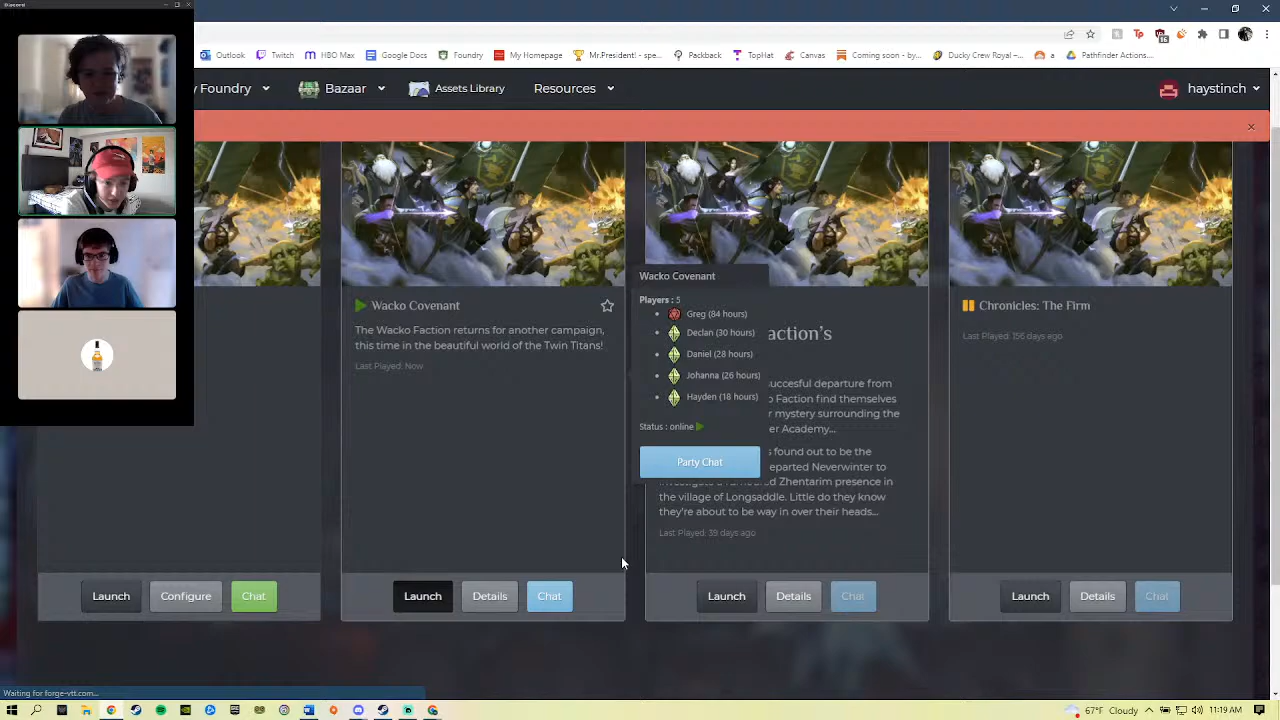 Discord
Outlook
Twitch
HBO Max
Google Docs
Foundry
My Homepage
Mr.President! - spe...
Packback
TopHat
Canvas
Coming soon - by...
Ducky Crew Royal -...
a
Pathfinder Actions...
y Foundry
Bazaar
Assets Library
Resources
haystinch
Wacko Covenant
The Wacko Faction returns for another campaign,
this time in the beautiful world of the Twin Titans!
Last Played: Now
Wacko Covenant
Players : 5
Greg (84 hours)
Declan (30 hours)
Daniel (28 hours)
Johanna (26 hours)
Hayden (18 hours)
Status : online
Party Chat
action's
succesful departure from
o Faction find themselves
r mystery surrounding the
er Academy...
s found out to be the
eparted Neverwinter to
investigate a rumoured Zhentarim presence in
the village of Longsaddle. Little do they know
they're about to be way in over their heads...
Last Played: 39 days ago
Chronicles: The Firm
Last Played: 156 days ago
Launch
Configure
Chat
Launch
Details
Chat
Launch
Details
Chat
Launch
Details
Chat
Waiting for forge-vtt.com...
67°F Cloudy
11:19 AM